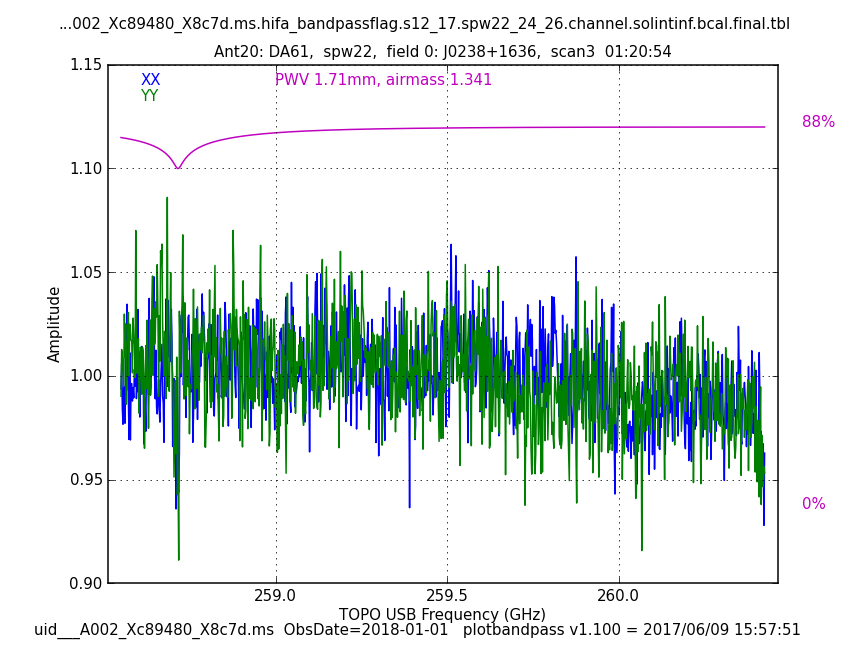 ...002_Xc89480_X8c7d.ms.hifa_bandpassflag.s12_17.spw22_24_26.channel.solintinf.bcal.final.tbl
Ant20: DA61,  spw22,  field 0: J0238+1636,  scan3  01:20:54
XX
YY
PWV 1.71mm, airmass 1.341
88%
0%
1.15
1.10
1.05
1.00
0.95
0.90
Amplitude
259.0
259.5
260.0
TOPO USB Frequency (GHz)
uid___A002_Xc89480_X8c7d.ms  ObsDate=2018-01-01   plotbandpass v1.100 = 2017/06/09 15:57:51